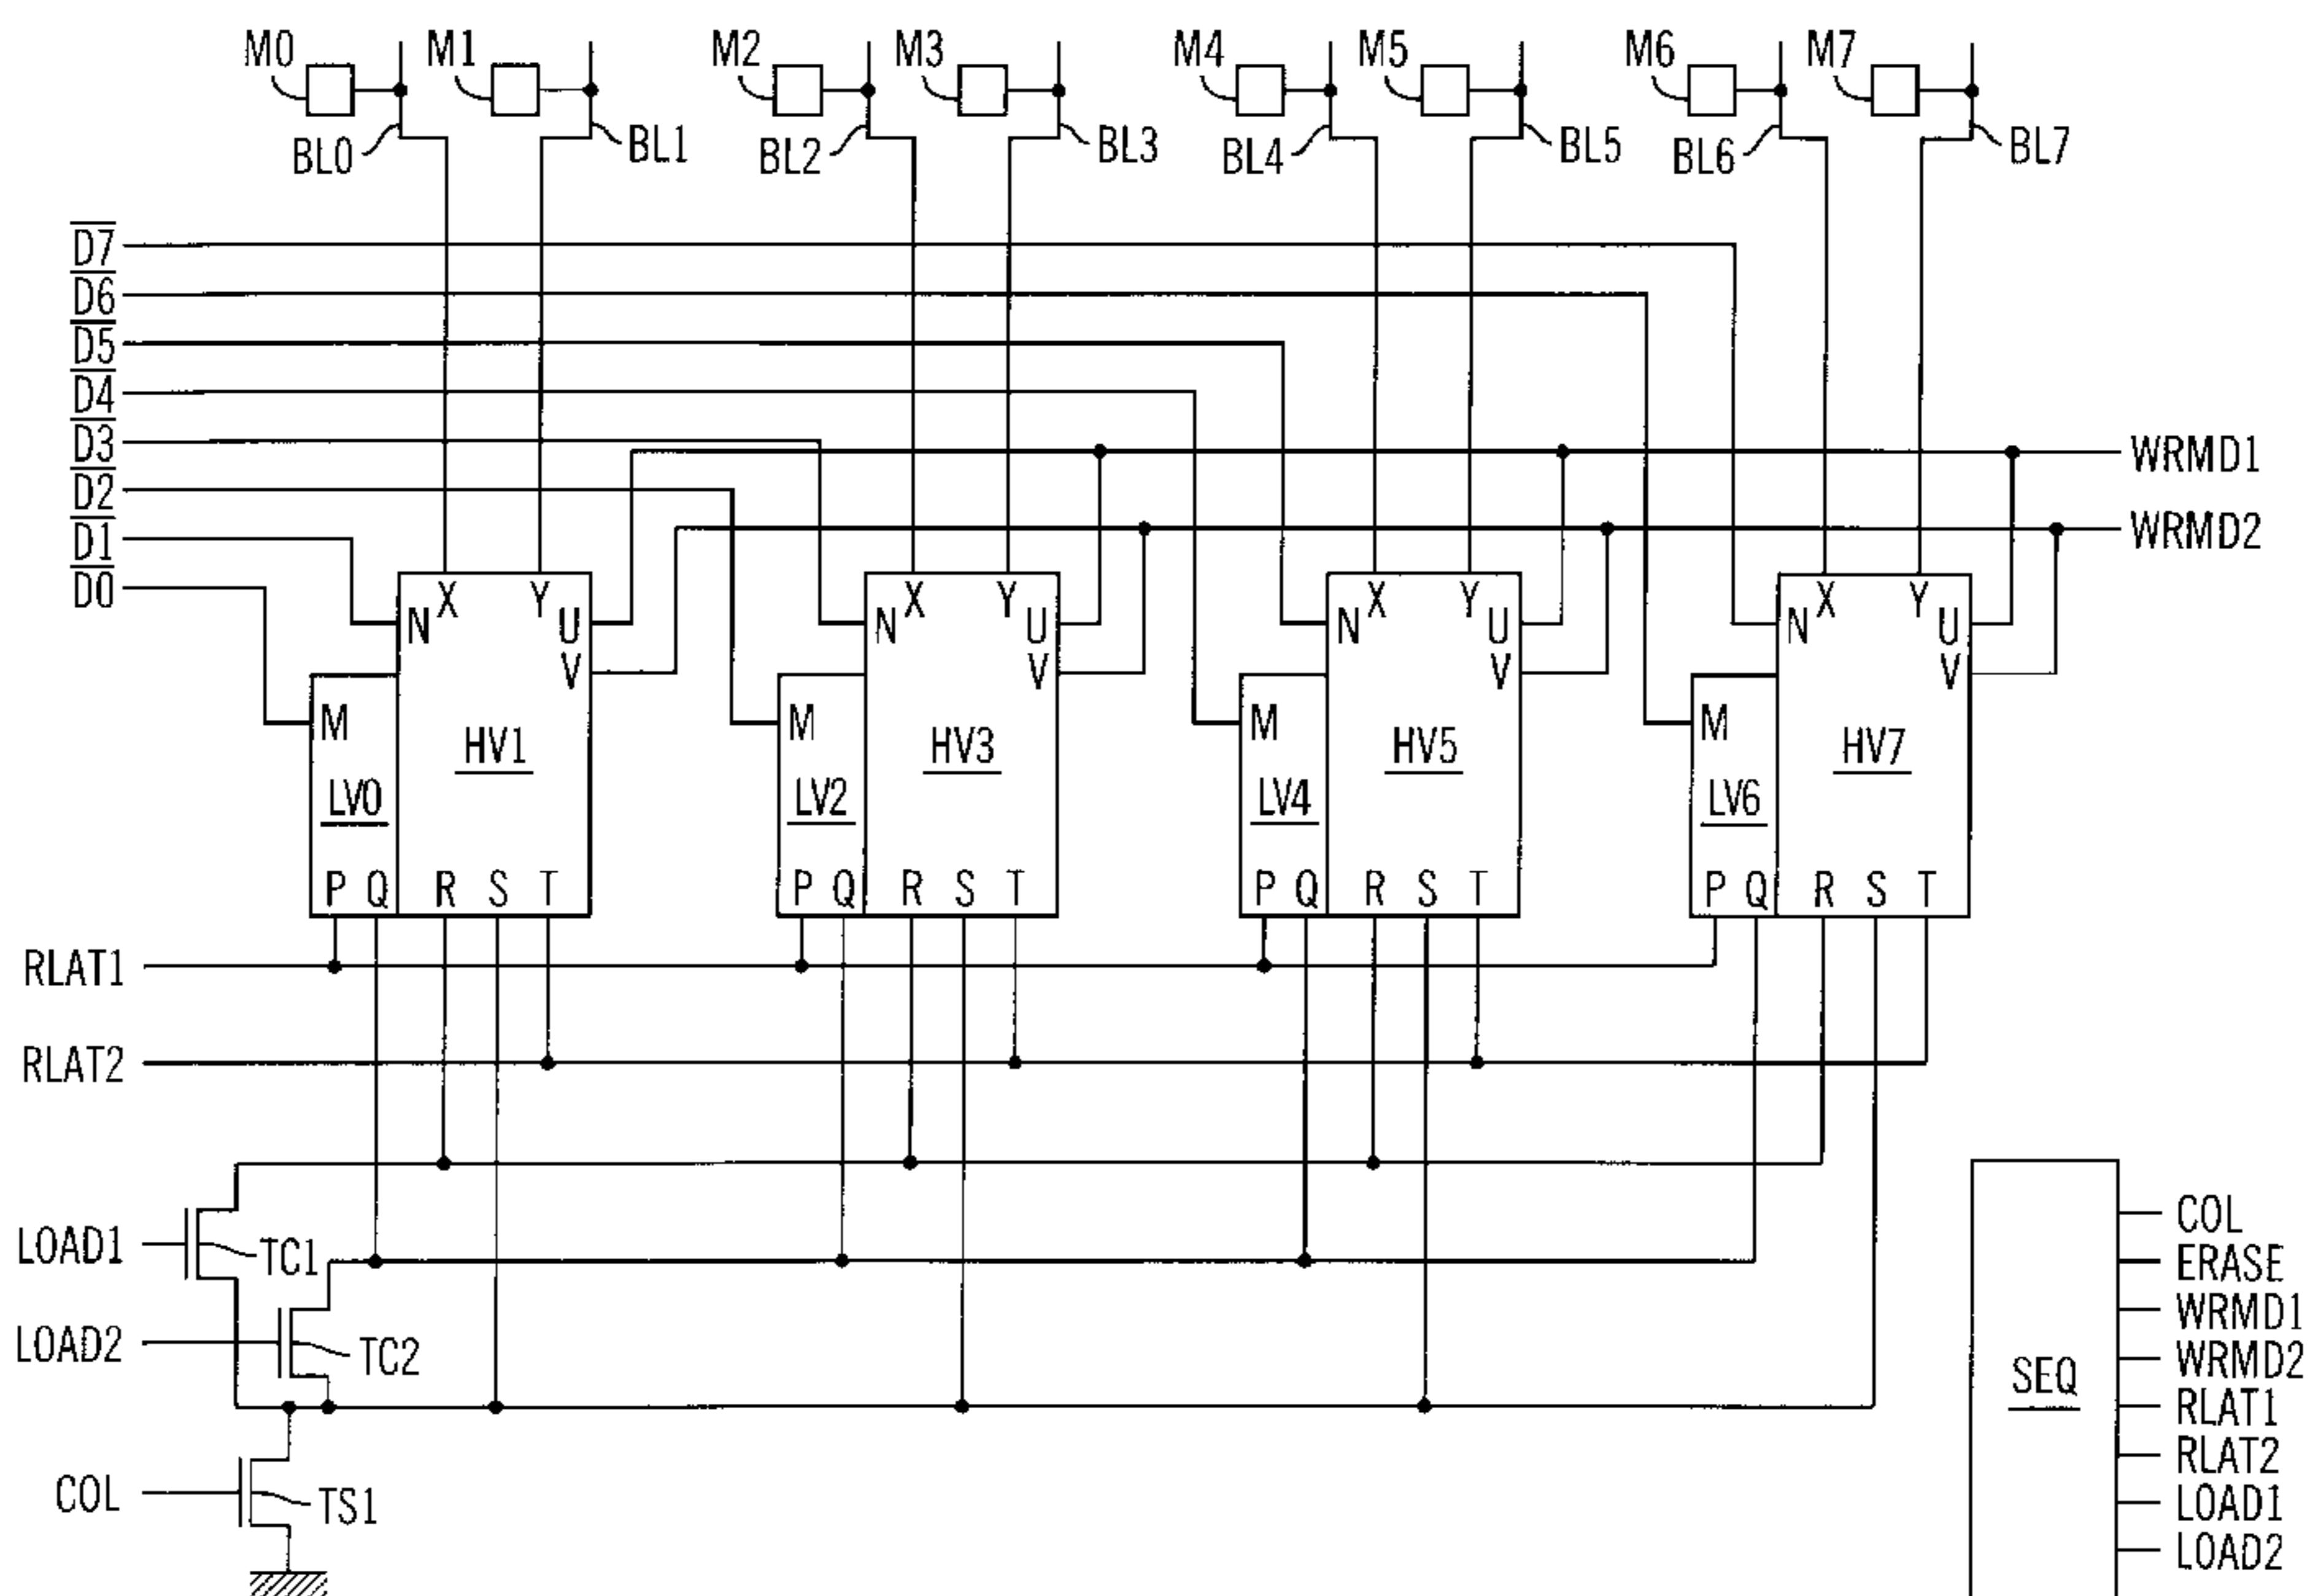 M0 M1 M2 M3 M4 M5 M6 M7
BL0 BL1 BL2 BL3 BL4 BL5 BL6 BL7
D7
D6
D5
D4
D3
WRMD1
D2
D1
WRMD2
D0
X Y X Y X Y X Y
N U N U N U N U
V V V V
M M M M
HV1 HV3 HV5 HV7
LV0 LV2 LV4 LV6
P Q R S T P Q R S T P Q R S T P Q R S T
RLAT1
RLAT2
LOAD1
TC1
LOAD2
TC2
COL
TS1
SEQ
COL
ERASE
WRMD1
WRMD2
RLAT1
RLAT2
LOAD1
LOAD2